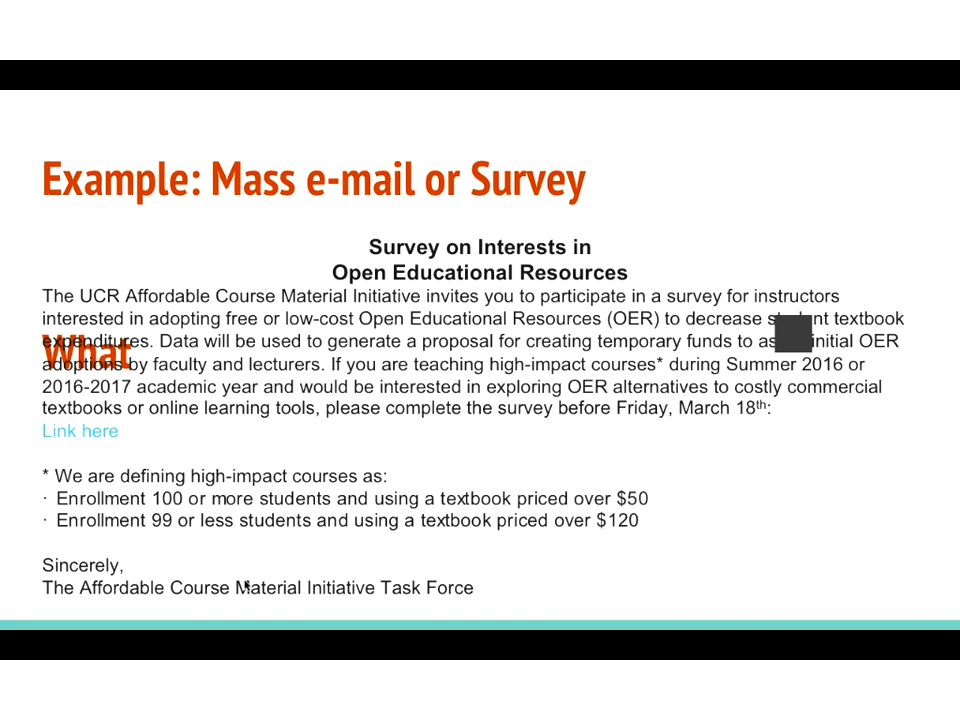 Example: Mass e-mail or Survey
Survey on Interests in
Open Educational Resources
The UCR Affordable Course Material Initiative invites you to participate in a survey for instructors
interested in adopting free or low-cost Open Educational Resources (OER) to decrease student textbook
expenditures. Data will be used to generate a proposal for creating temporary funds to initial OER
What
adoptions by faculty and lecturers. If you are teaching high-impact courses* during Summer 2016 or
2016-2017 academic year and would be interested in exploring OER alternatives to costly commercial
textbooks or online learning tools, please complete the survey before Friday, March 18th:
Link here
* We are defining high-impact courses as:
· Enrollment 100 or more students and using a textbook priced over $50
· Enrollment 99 or less students and using a textbook priced over $120
Sincerely,
The Affordable Course Material Initiative Task Force